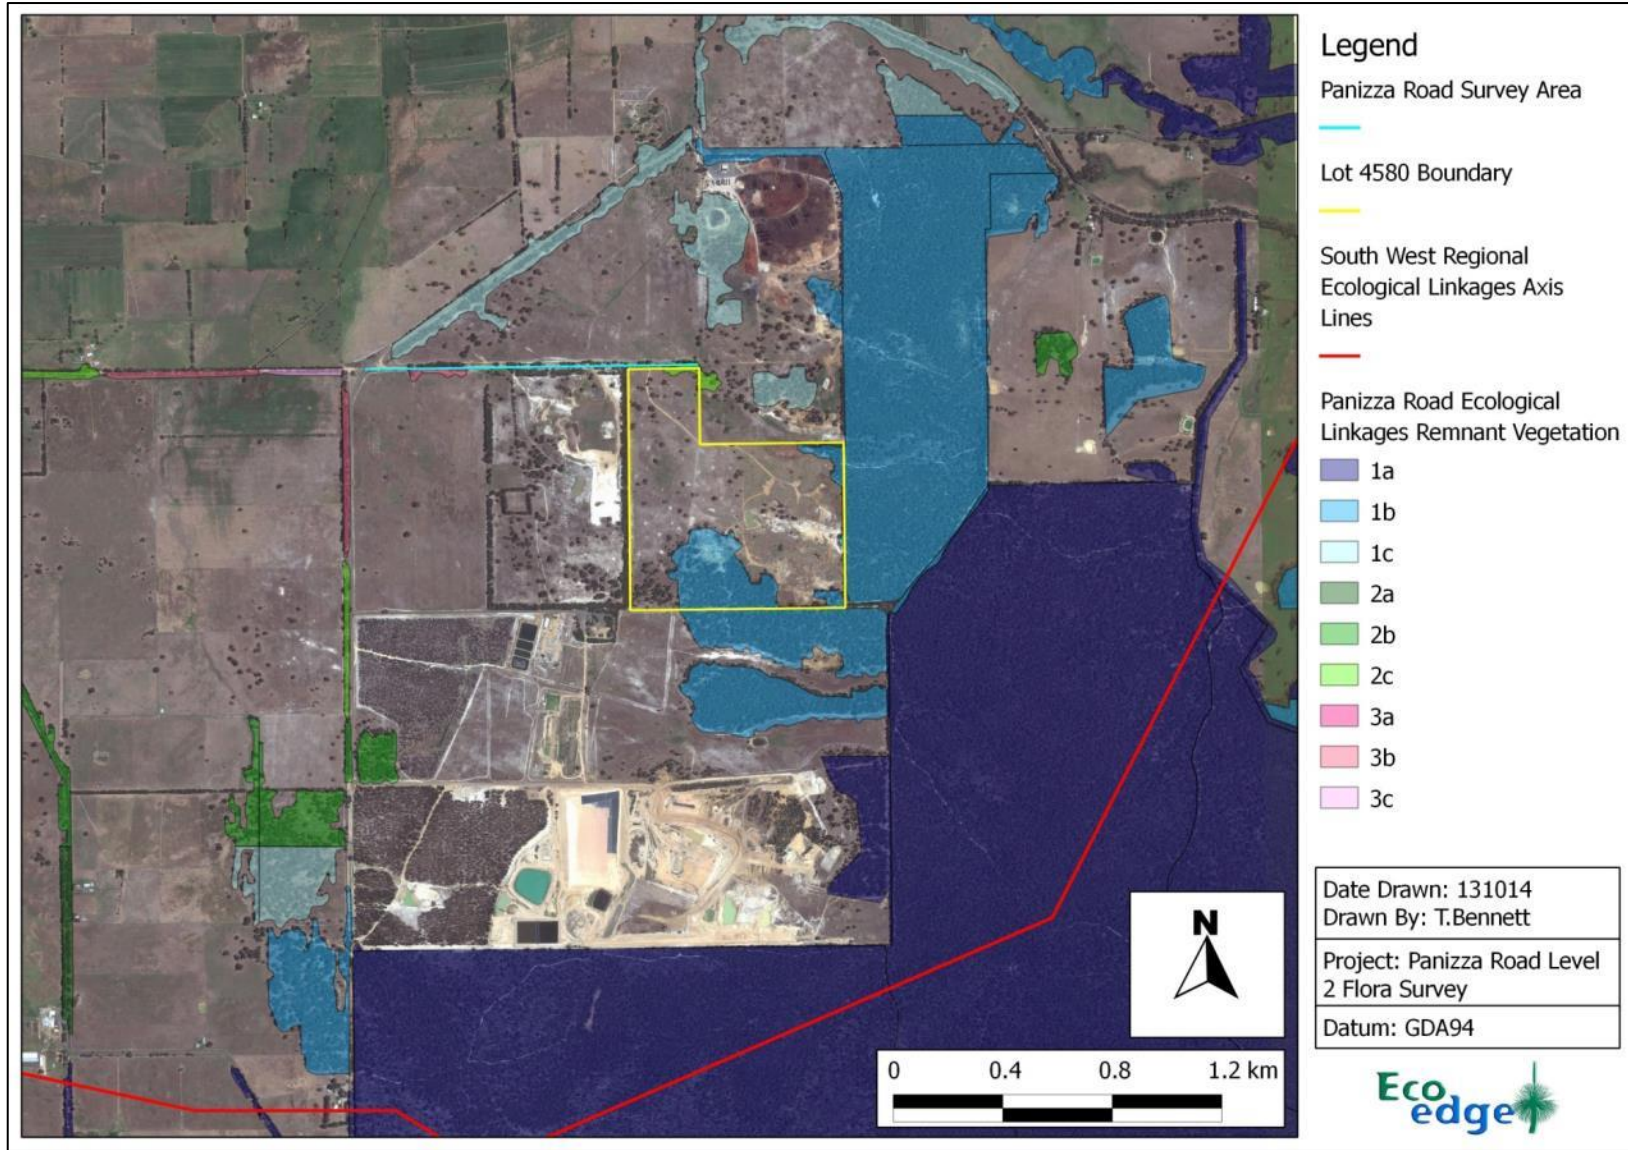 Legend
Panizza Road Survey Area
Lot 4580 Boundary
South West Regional
Ecological Linkages Axis
Lines
Panizza Road Ecological
Linkages Remnant Vegetation
1a
1b
1c
2a
2b
2c
3a
3b
3c
Date Drawn: 131014
Drawn By: T.Bennett
Project: Panizza Road Level
2 Flora Survey
Datum: GDA94
N
0 0.4 0.8 1.2 km
Eco
edge